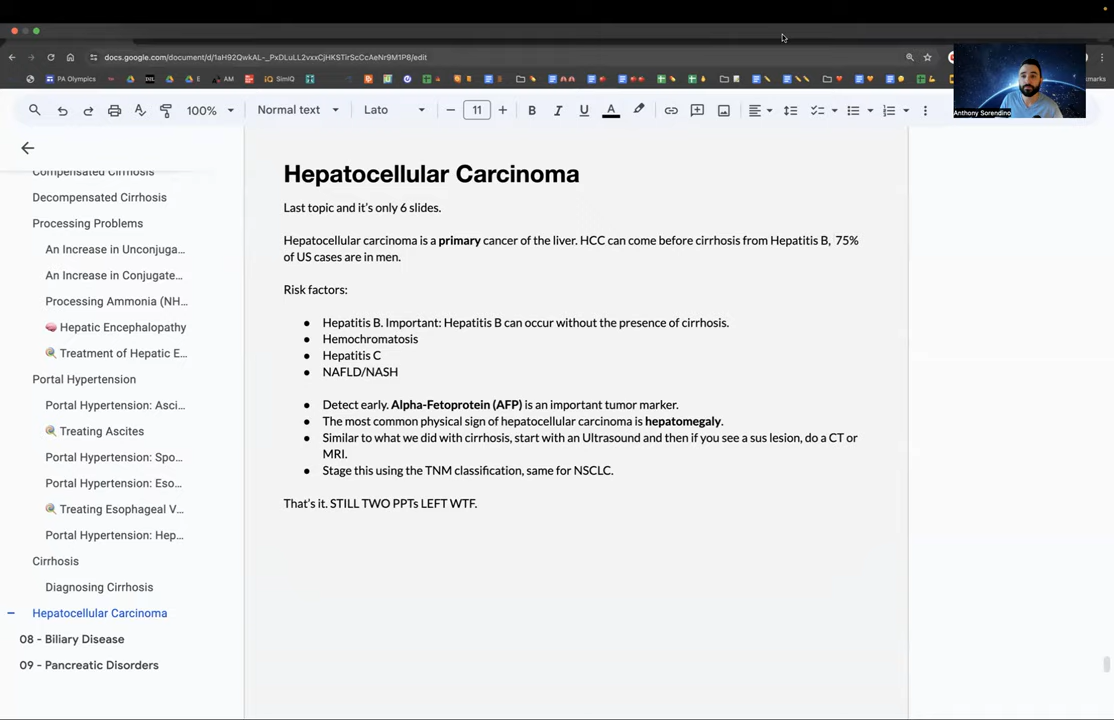 docs.google.com/document/d/1aH92QwkAL-_PxDLuLL2vxxCjHKSTirScCcAeNr9M1P8/edit
PA Olympics
DDL
E
AM
SimIQ
marks
100%
Normal text
Lato
11
B
I
U
A
Anthony Sorendino
Compensated Cirrhosis
Decompensated Cirrhosis
Processing Problems
An Increase in Unconjuga...
An Increase in Conjugate...
Processing Ammonia (NH...
🧠 Hepatic Encephalopathy
Treatment of Hepatic E...
Portal Hypertension
Portal Hypertension: Asci...
Treating Ascites
Portal Hypertension: Spo...
Portal Hypertension: Eso...
Treating Esophageal V...
Portal Hypertension: Hep...
Cirrhosis
Diagnosing Cirrhosis
Hepatocellular Carcinoma
08 - Biliary Disease
09 - Pancreatic Disorders
Hepatocellular Carcinoma
Last topic and it's only 6 slides.
Hepatocellular carcinoma is a primary cancer of the liver. HCC can come before cirrhosis from Hepatitis B, 75%
of US cases are in men.
Risk factors:
● Hepatitis B. Important: Hepatitis B can occur without the presence of cirrhosis.
● Hemochromatosis
● Hepatitis C
● NAFLD/NASH
● Detect early. Alpha-Fetoprotein (AFP) is an important tumor marker.
● The most common physical sign of hepatocellular carcinoma is hepatomegaly.
● Similar to what we did with cirrhosis, start with an Ultrasound and then if you see a sus lesion, do a CT or
MRI.
● Stage this using the TNM classification, same for NSCLC.
That's it. STILL TWO PPTs LEFT WTF.